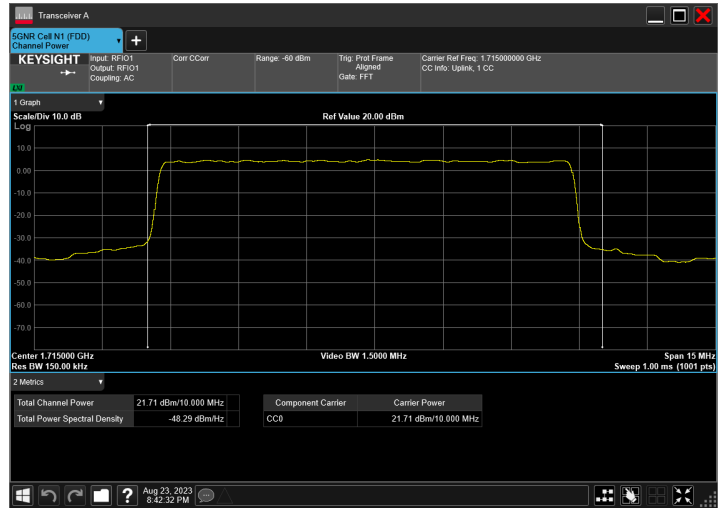 Transceiver A
5GNR Cell N1 (FDD)
Channel Power
KEYSIGHT
Input: RFIO1
Output: RFIO1
Coupling: AC
Corr CCorr
Range: -60 dBm
Trig: Prot Frame
Aligned
Gate: FFT
Carrier Ref Freq: 1.715000000 GHz
CC Info: Uplink, 1 CC
LXI
1 Graph
Scale/Div 10.0 dB
Ref Value 20.00 dBm
Log
10.0
0.00
-10.0
-20.0
-30.0
-40.0
-50.0
-60.0
-70.0
Center 1.715000 GHz
Video BW 1.5000 MHz
Span 15 MHz
Res BW 150.00 kHz
Sweep 1.00 ms (1001 pts)
2 Metrics
Total Channel Power 21.71 dBm/10.000 MHz
Total Power Spectral Density -48.29 dBm/Hz
Component Carrier Carrier Power
CC0 21.71 dBm/10.000 MHz
Aug 23, 2023
8:42:32 PM